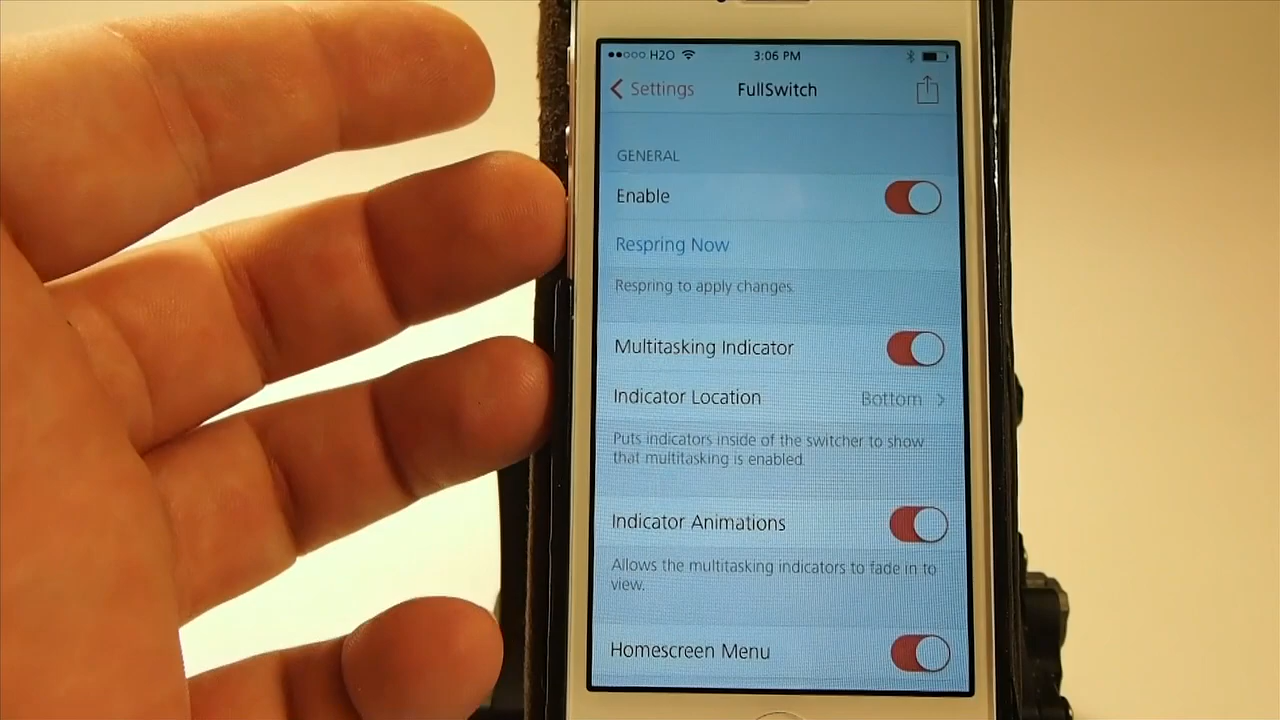 H2O 3:06 PM
Settings FullSwitch
GENERAL
Enable
Respring Now
Respring to apply changes.
Multitasking Indicator
Indicator Location Bottom
Puts indicators inside of the switcher to show
that multitasking is enabled.
Indicator Animations
Allows the multitasking indicators to fade in to
view.
Homescreen Menu